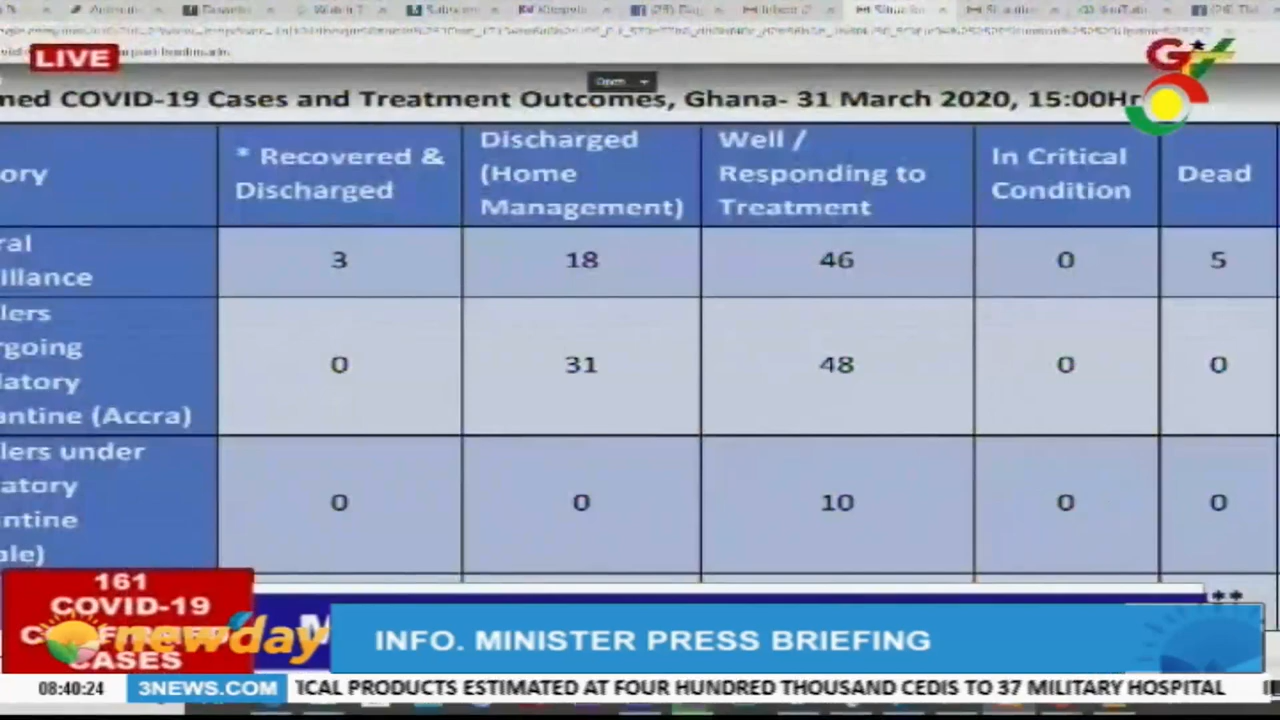 LIVE
Open
med COVID-19 Cases and Treatment Outcomes, Ghana- 31 March 2020, 15:00Hr
ory
* Recovered &
Discharged
Discharged
(Home
Management)
Well /
Responding to
Treatment
In Critical
Condition
Dead
ral
illance
3
18
46
0
5
lers
rgoing
latory
antine (Accra)
0
31
48
0
0
lers under
atory
ntine
ale)
0
0
10
0
0
**
161
COVID-19
CONFIRMED
CASES
newday
M
INFO. MINISTER PRESS BRIEFING
08:40:24
3NEWS.COM
ICAL PRODUCTS ESTIMATED AT FOUR HUNDRED THOUSAND CEDIS TO 37 MILITARY HOSPITAL